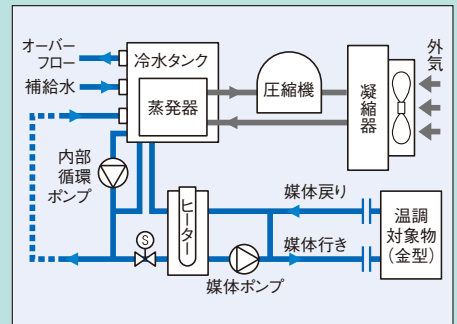 オーバー
フロー
補給水
冷水タンク
蒸発器
圧縮機
凝縮器
外気
内部
循環
ポンプ
S
ヒーター
媒体ポンプ
媒体戻り
媒体行き
温調
対象物
(金型)